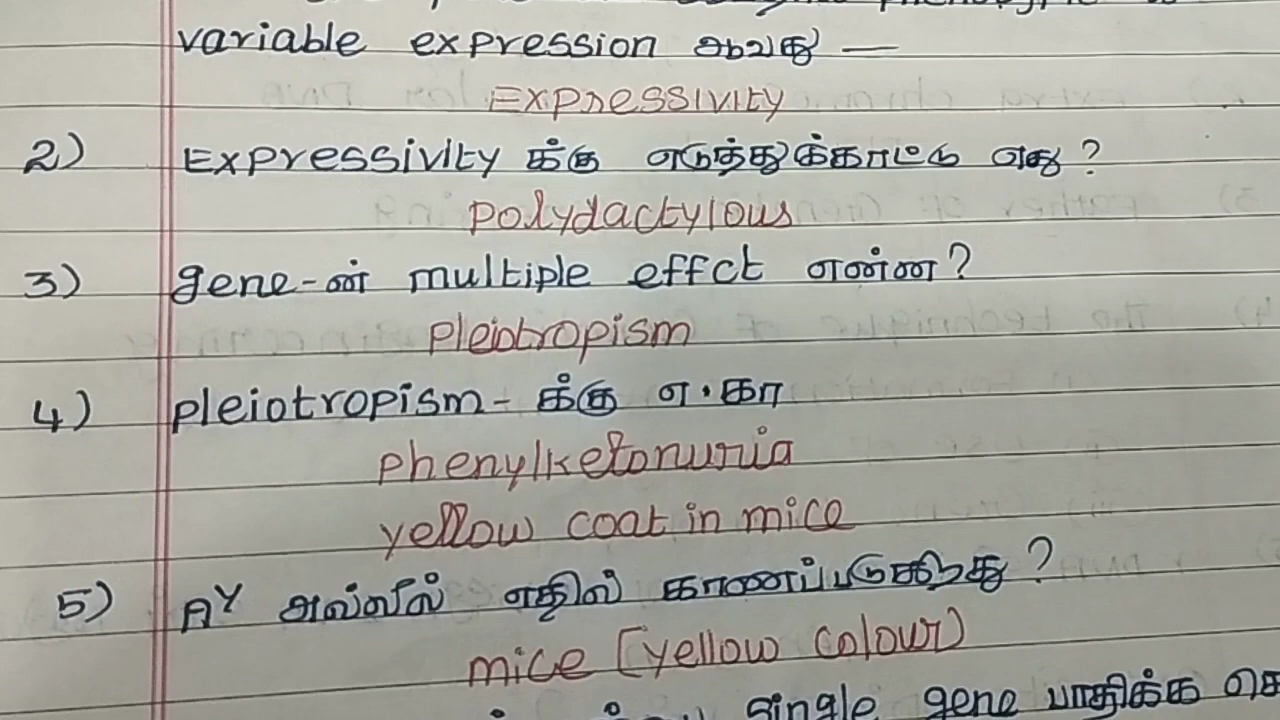 variable expression ஆவது —
Expressivity
2) Expressivity க்கு எடுத்துக்காட்டு எது?
Polydactylous
3) gene-ன் multiple effct என்ன?
Pleiotropism
4) pleiotropism- க்கு எ.கா
phenylketonuria
yellow coat in mice
5) Aʸ அல்லீல் எதில் காணப்படுகிறது?
mice (yellow colour)
single gene பாதிக்க